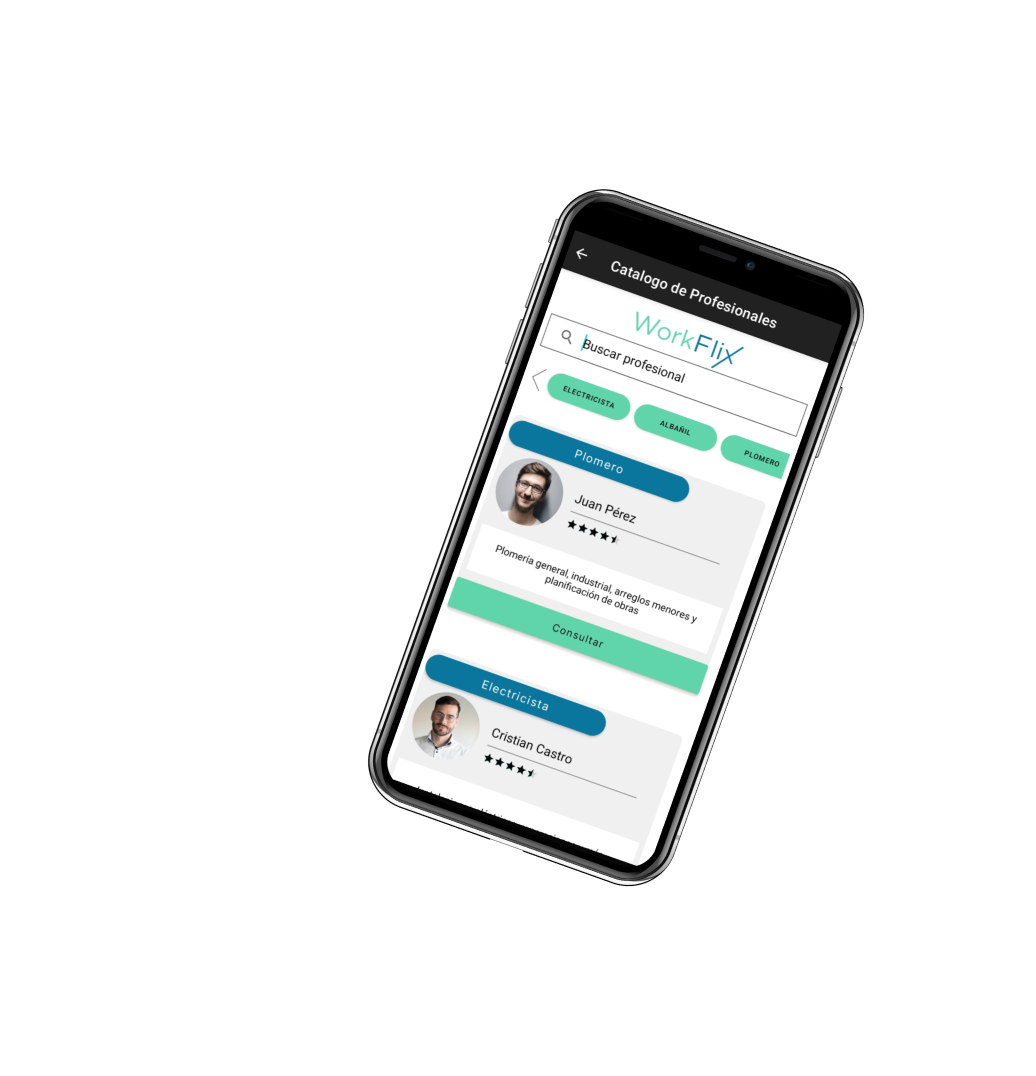 Catalogo de Profesionales
WorkFlix
Buscar profesional
ELECTRICISTA
ALBAÑIL
PLOMERO
Plomero
Juan Pérez
Plomería general, industrial, arreglos menores y
planificación de obras
Consultar
Electricista
Cristian Castro